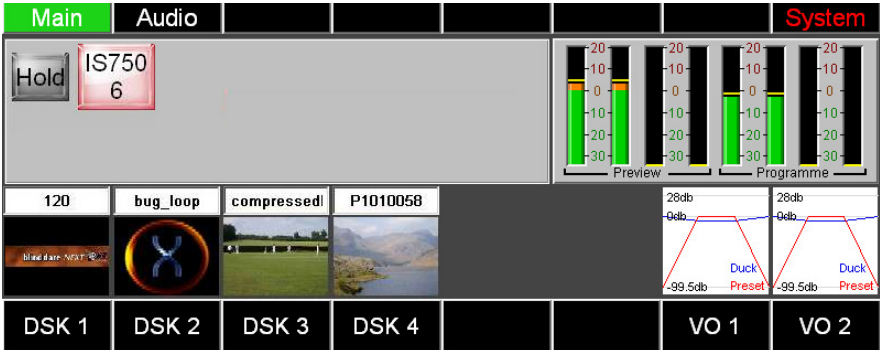 Main Audio System
Hold IS750 6
20 20 20 20
10 10 10 10
0 0 0 0
10 10 10 10
20 20 20 20
30 30 30 30
Preview Programme
120 bug_loop compressedl P1010058
28db 28db
0db 0db
NEXT
Duck Duck
-99.5db Preset -99.5db Preset
DSK 1 DSK 2 DSK 3 DSK 4 VO 1 VO 2